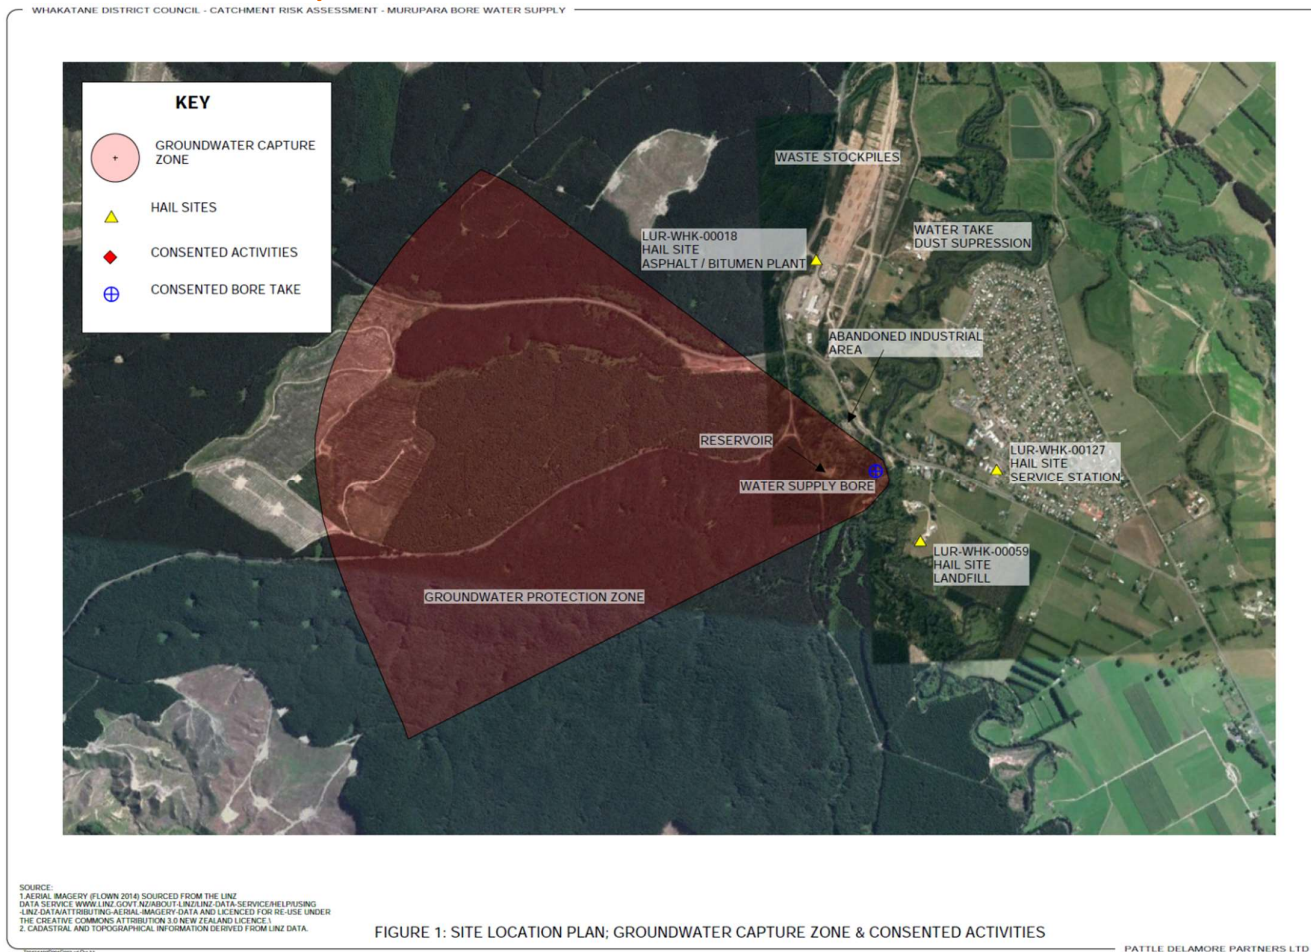 WHAKATANE DISTRICT COUNCIL - CATCHMENT RISK ASSESSMENT - MURUPARA BORE WATER SUPPLY
KEY
GROUNDWATER CAPTURE
ZONE
HAIL SITES
CONSENTED ACTIVITIES
CONSENTED BORE TAKE
WASTE STOCKPILES
LUR-WHK-00018
HAIL SITE
ASPHALT / BITUMEN PLANT
WATER TAKE
DUST SUPRESSION
ABANDONED INDUSTRIAL
AREA
RESERVOIR
WATER SUPPLY BORE
LUR-WHK-00127
HAIL SITE
SERVICE STATION
LUR-WHK-00059
HAIL SITE
LANDFILL
GROUNDWATER PROTECTION ZONE
SOURCE:
1.AERIAL IMAGERY (FLOWN 2014) SOURCED FROM THE LINZ
DATA SERVICE WWW.LINZ.GOVT.NZ/ABOUT-LINZ/LINZ-DATA-SERVICE/HELP/USING
-LINZ-DATA/ATTRIBUTING-AERIAL-IMAGERY-DATA AND LICENCED FOR RE-USE UNDER
THE CREATIVE COMMONS ATTRIBUTION 3.0 NEW ZEALAND LICENCE.\
2. CADASTRAL AND TOPOGRAPHICAL INFORMATION DERIVED FROM LINZ DATA.
FIGURE 1: SITE LOCATION PLAN; GROUNDWATER CAPTURE ZONE & CONSENTED ACTIVITIES
PATTLE DELAMORE PARTNERS LTD